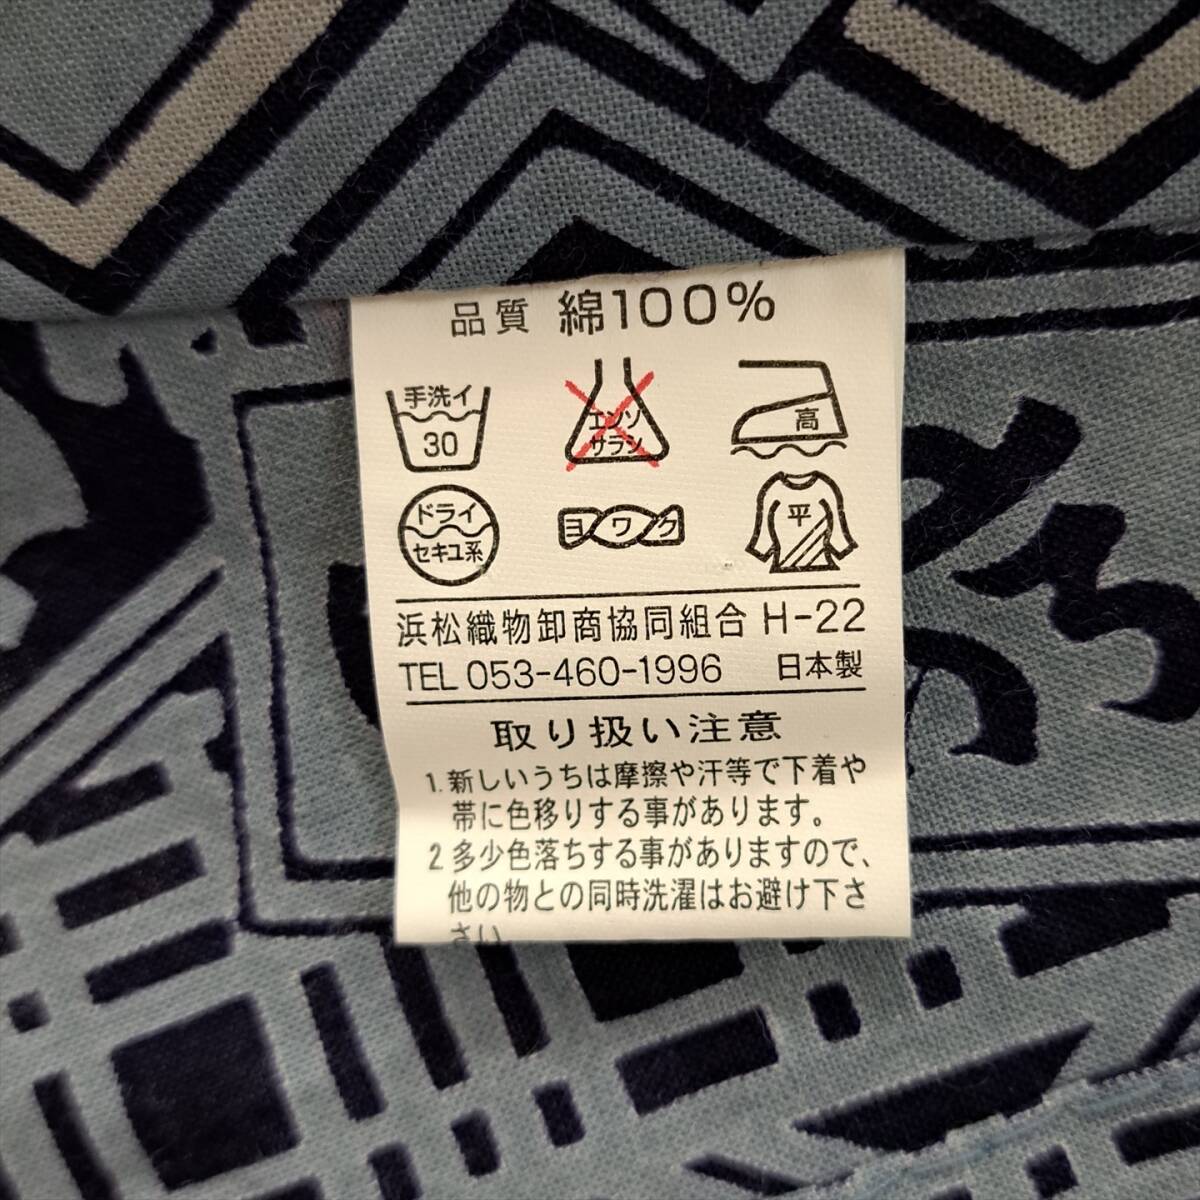 品質 綿100%
手洗イ
30
エンソ
サラシ
高
ドライ
セキユ系
ヨワク
平
浜松織物卸商協同組合 H-22
TEL 053-460-1996 日本製
取り扱い注意
1. 新しいうちは摩擦や汗等で下着や
帯に色移りする事があります。
2 多少色落ちする事がありますので、
他の物との同時洗濯はお避け下さ
さい